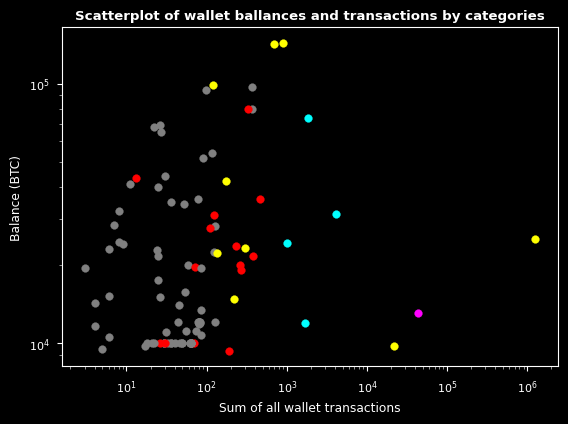 Scatterplot of wallet ballances and transactions by categories
Balance (BTC)
10^5
10^4
10^1 10^2 10^3 10^4 10^5 10^6
Sum of all wallet transactions